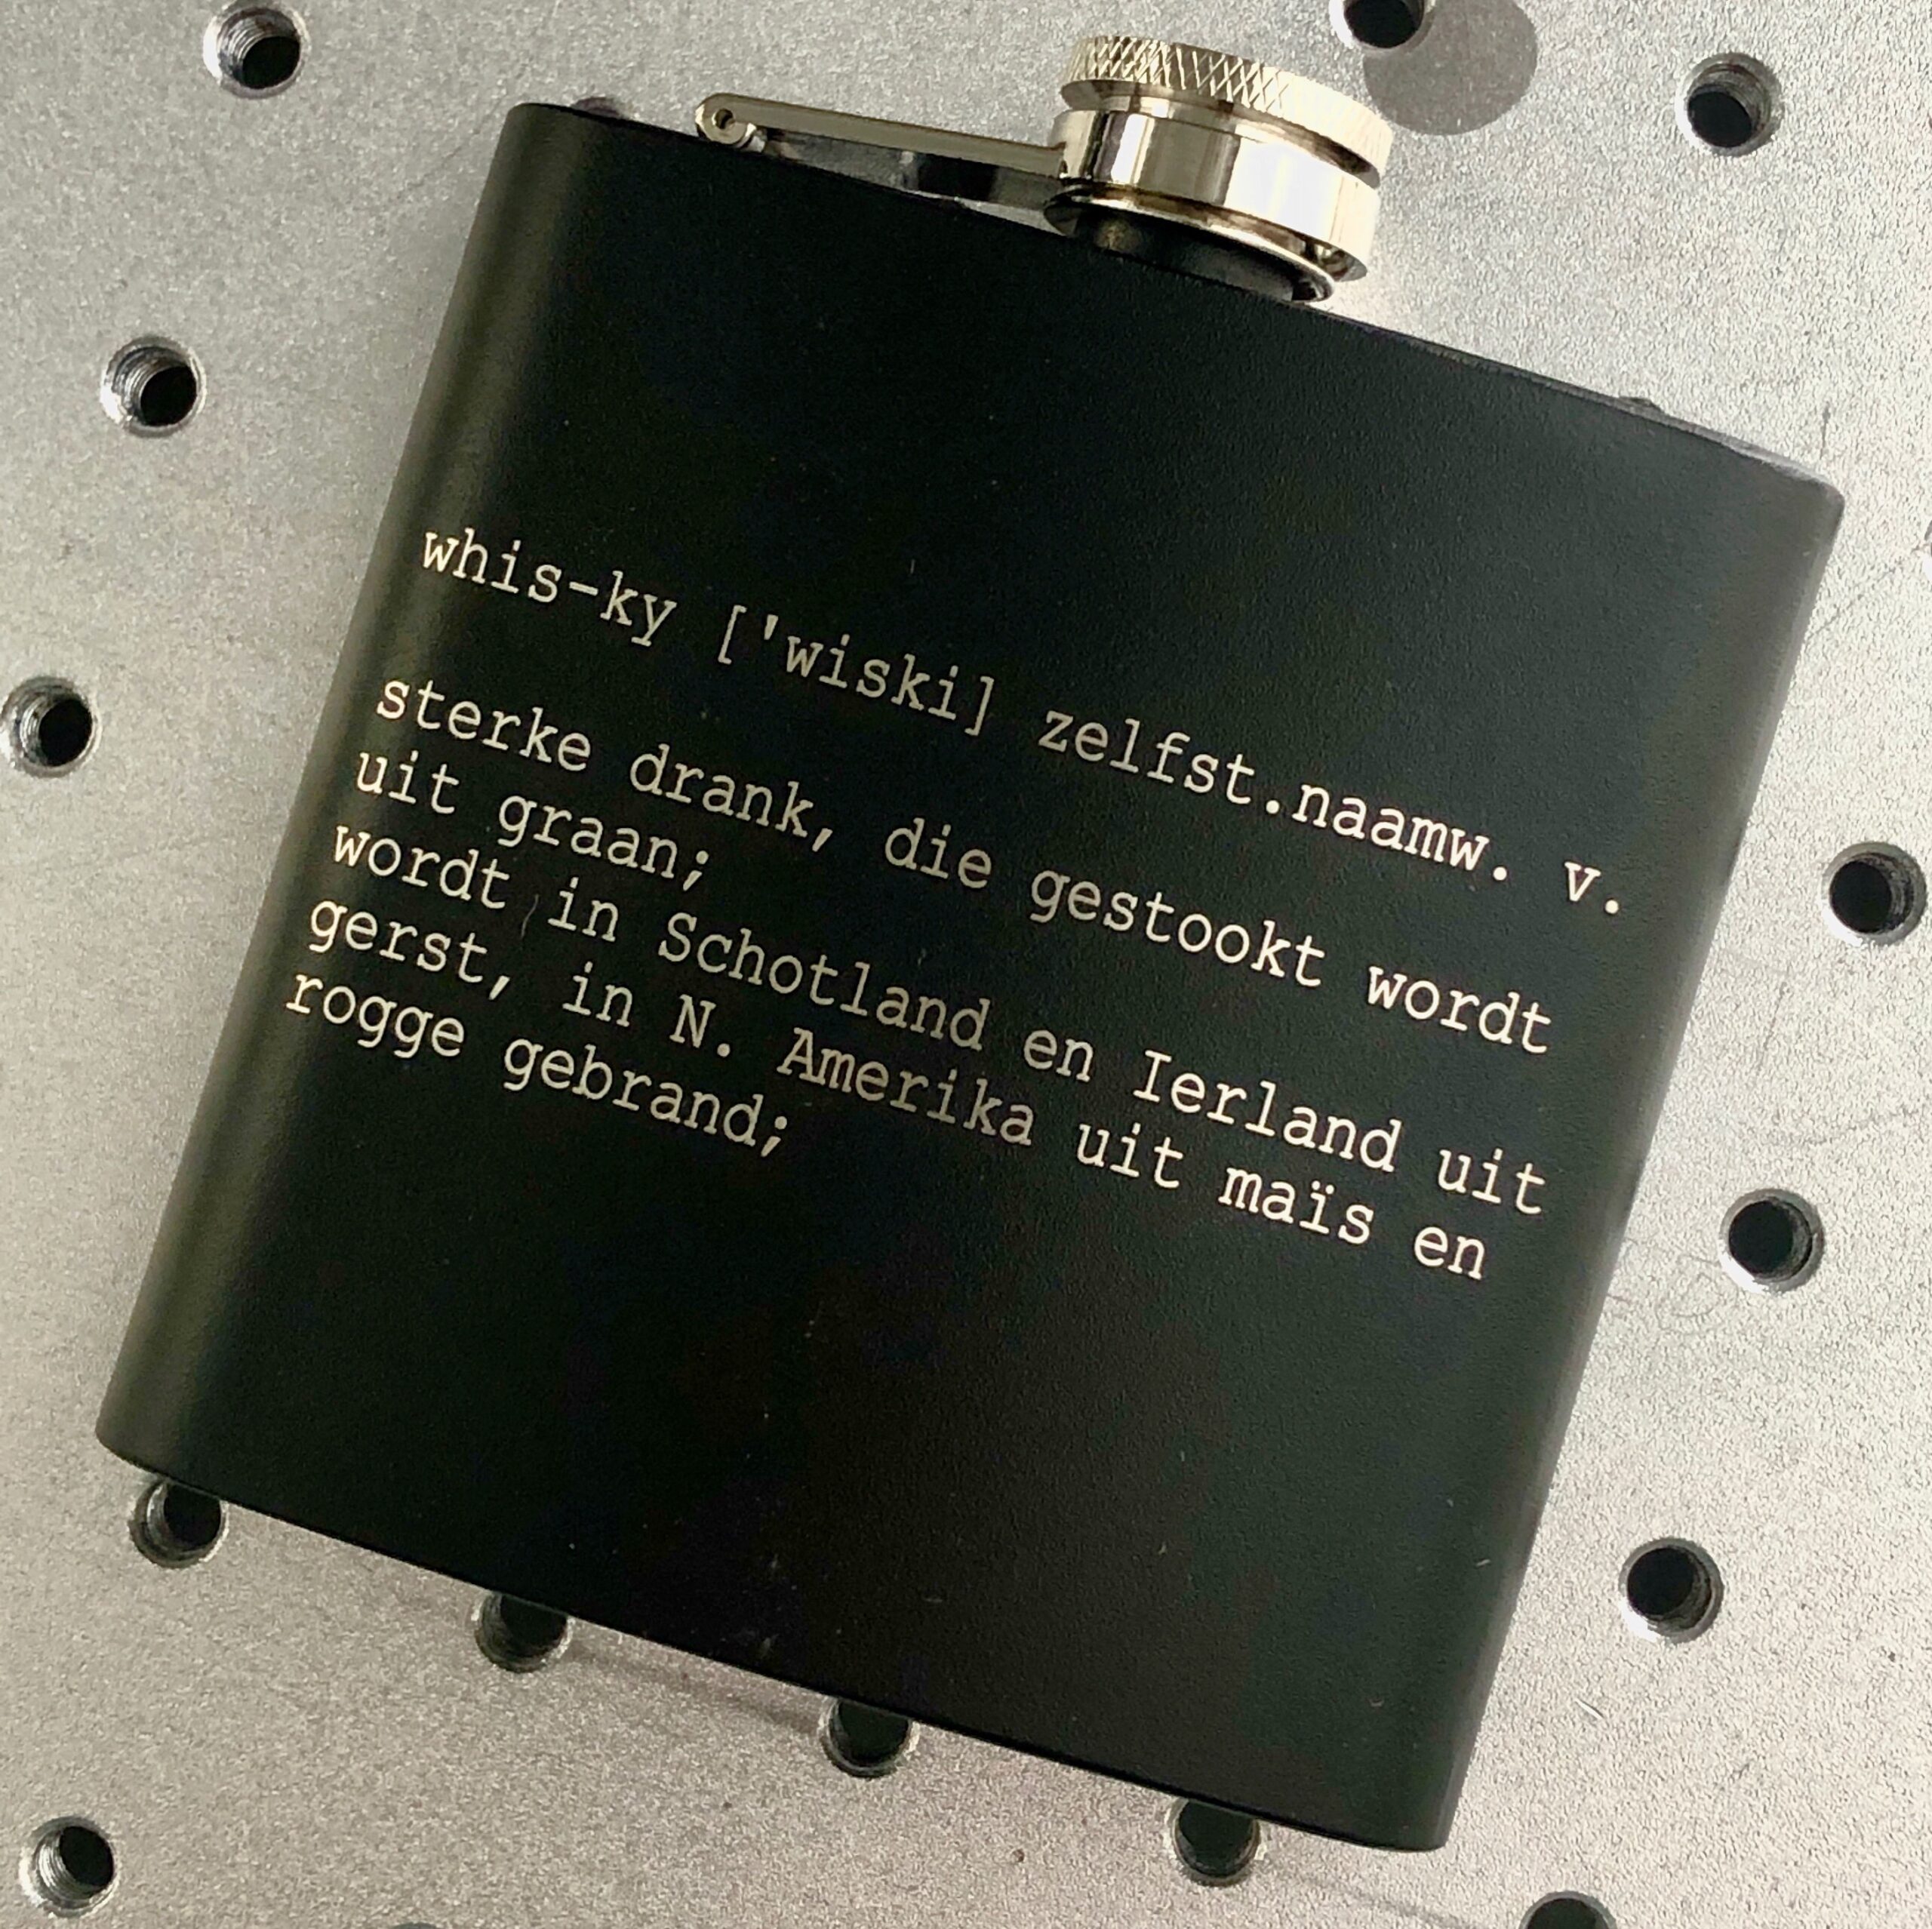 whis-ky ['wiski] zelfst.naamw. v.
sterke drank, die gestookt wordt
uit graan;
wordt in Schotland en Ierland uit
gerst, in N. Amerika uit maïs en
rogge gebrand;